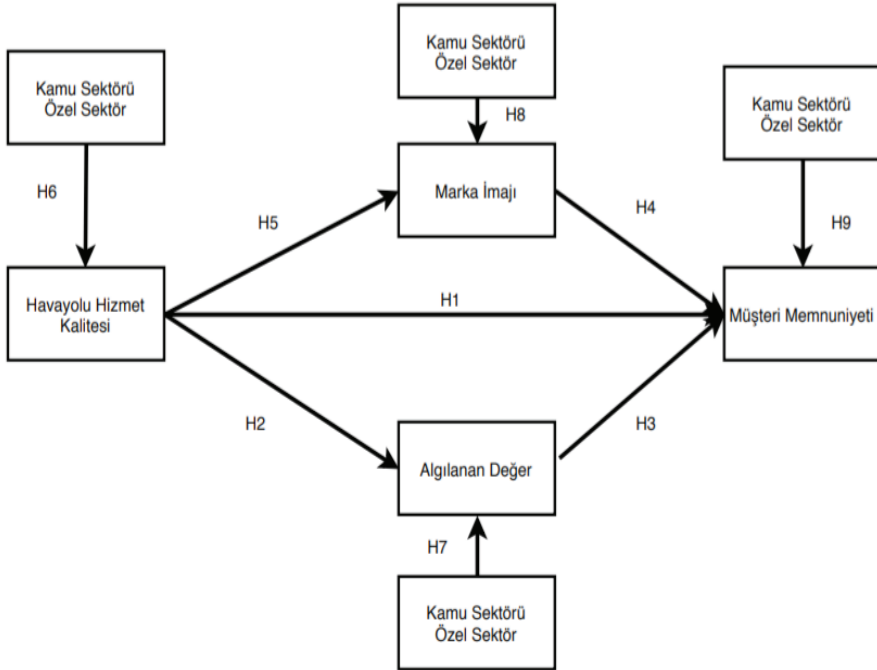 Kamu Sektörü
Özel Sektör
H8
Kamu Sektörü
Özel Sektör
H6
Kamu Sektörü
Özel Sektör
H9
Marka İmajı
H5
H4
Havayolu Hizmet
Kalitesi
H1
Müşteri Memnuniyeti
H2
H3
Algılanan Değer
H7
Kamu Sektörü
Özel Sektör